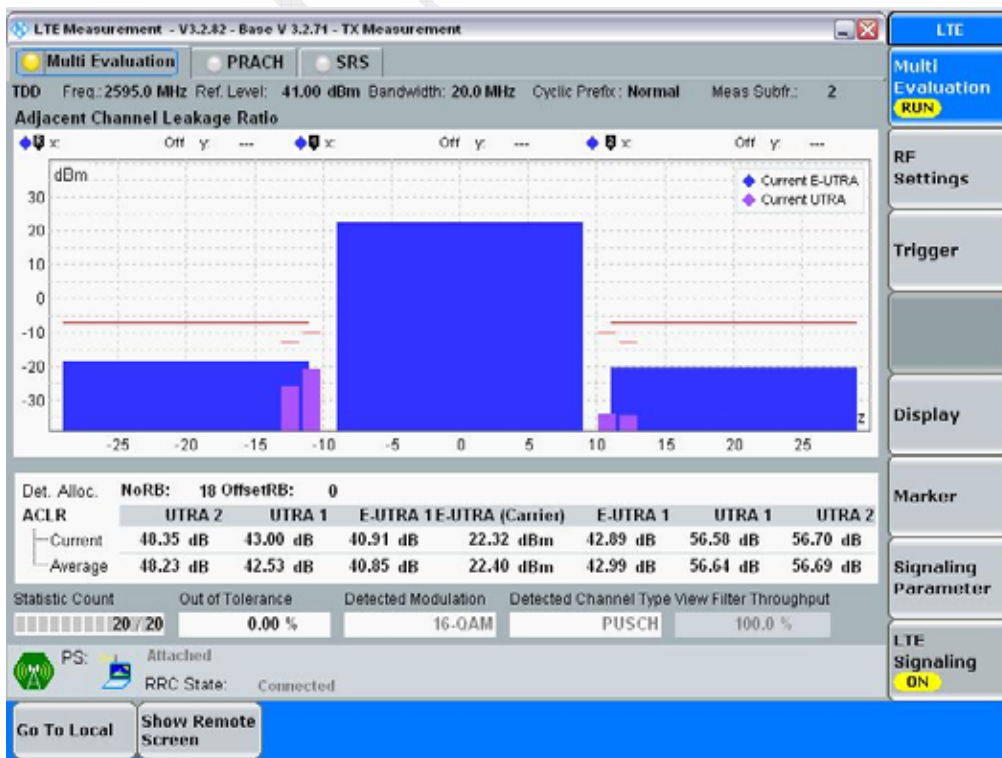 LTE Measurement - V3.2.82 - Base V 3.2.71 - TX Measurement
LTE
Multi Evaluation PRACH SRS
Multi
Evaluation
RUN
TDD Freq.: 2595.0 MHz Ref. Level: 41.00 dBm Bandwidth: 20.0 MHz Cyclic Prefix: Normal Meas Subfr.: 2
Adjacent Channel Leakage Ratio
x: Off y: --- x: Off y: --- x: Off y: ---
dBm
Current E-UTRA
Current UTRA
30
20
10
0
-10
-20
-30
z
-25 -20 -15 -10 -5 0 5 10 15 20 25
RF
Settings
Trigger
Display
Marker
Signaling
Parameter
LTE
Signaling
ON
Det. Alloc. NoRB: 18 OffsetRB: 0
ACLR UTRA 2 UTRA 1 E-UTRA 1 E-UTRA (Carrier) E-UTRA 1 UTRA 1 UTRA 2
Current 48.35 dB 43.00 dB 40.91 dB 22.32 dBm 42.89 dB 56.58 dB 56.70 dB
Average 48.23 dB 42.53 dB 40.85 dB 22.40 dBm 42.99 dB 56.64 dB 56.69 dB
Statistic Count Out of Tolerance Detected Modulation Detected Channel Type View Filter Throughput
20 / 20 0.00 % 16-QAM PUSCH 100.0 %
PS: Attached
RRC State: Connected
Go To Local
Show Remote
Screen